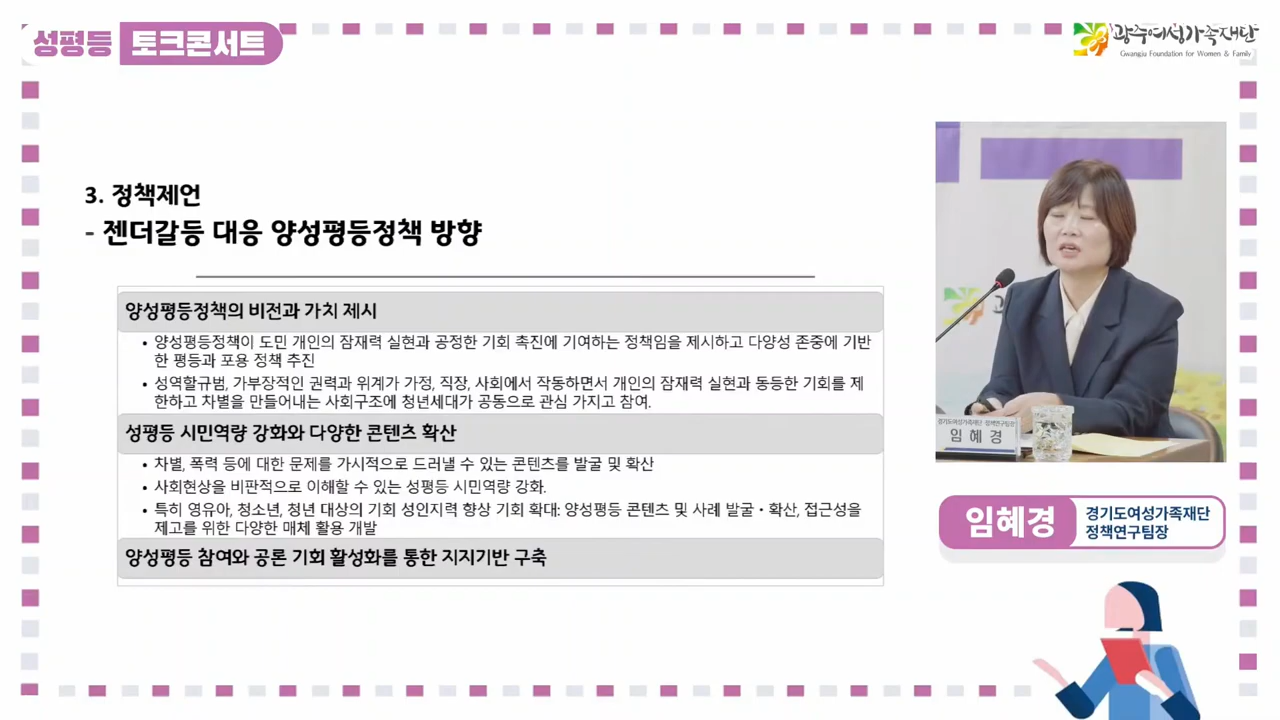 성평등 토크콘서트
광주여성가족재단
Gwangju Foundation for Women & Family
3. 정책제언
- 젠더갈등 대응 양성평등정책 방향
양성평등정책의 비전과 가치 제시
• 양성평등정책이 도민 개인의 잠재력 실현과 공정한 기회 촉진에 기여하는 정책임을 제시하고 다양성 존중에 기반
한 평등과 포용 정책 추진
• 성역할규범, 가부장적인 권력과 위계가 가정, 직장, 사회에서 작동하면서 개인의 잠재력 실현과 동등한 기회를 제
한하고 차별을 만들어내는 사회구조에 청년세대가 공동으로 관심 가지고 참여.
성평등 시민역량 강화와 다양한 콘텐츠 확산
• 차별, 폭력 등에 대한 문제를 가시적으로 드러낼 수 있는 콘텐츠를 발굴 및 확산
• 사회현상을 비판적으로 이해할 수 있는 성평등 시민역량 강화.
• 특히 영유아, 청소년, 청년 대상의 기회 성인지력 향상 기회 확대: 양성평등 콘텐츠 및 사례 발굴・확산, 접근성을
제고를 위한 다양한 매체 활용 개발
양성평등 참여와 공론 기회 활성화를 통한 지지기반 구축
경기도여성가족재단 정책연구팀장
임 혜 경
임혜경
경기도여성가족재단
정책연구팀장